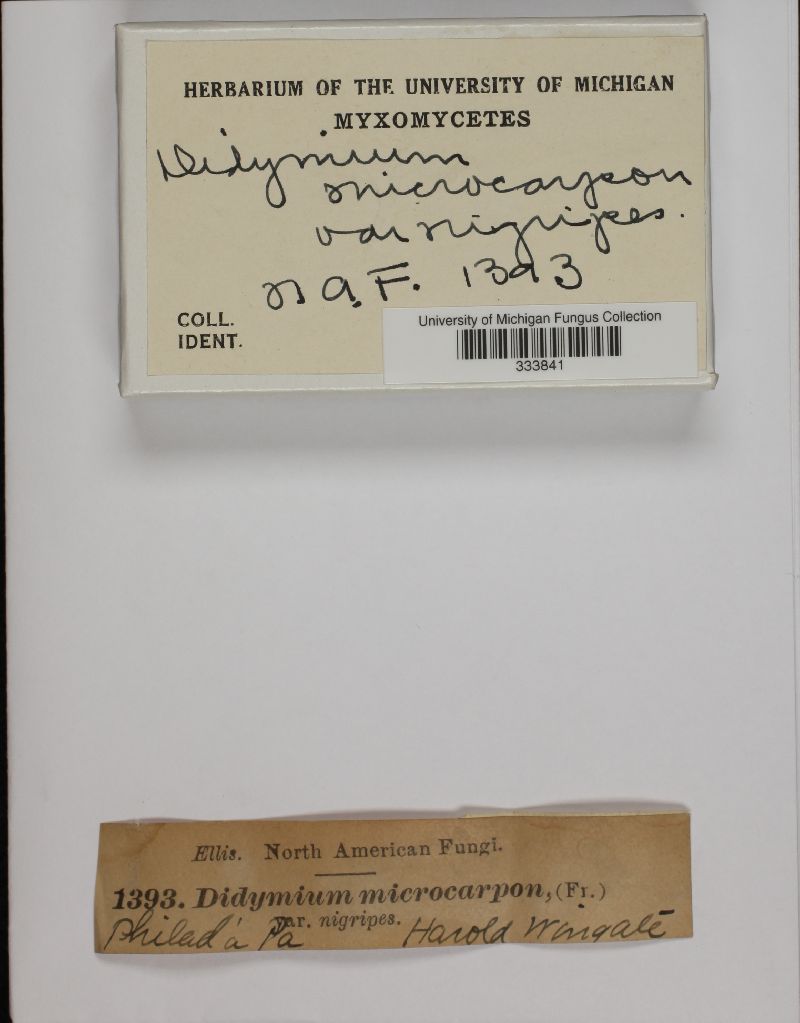 HERBARIUM OF THE UNIVERSITY OF MICHIGAN
MYXOMYCETES
Didymium
microcarpon
var nigripes.
N A. F. 1393
COLL.
IDENT.
University of Michigan Fungus Collection
333841
Ellis. North American Fungi.
1393. Didymium microcarpon, (Fr.)
var. nigripes.
Philad'a Pa Harold Wingate